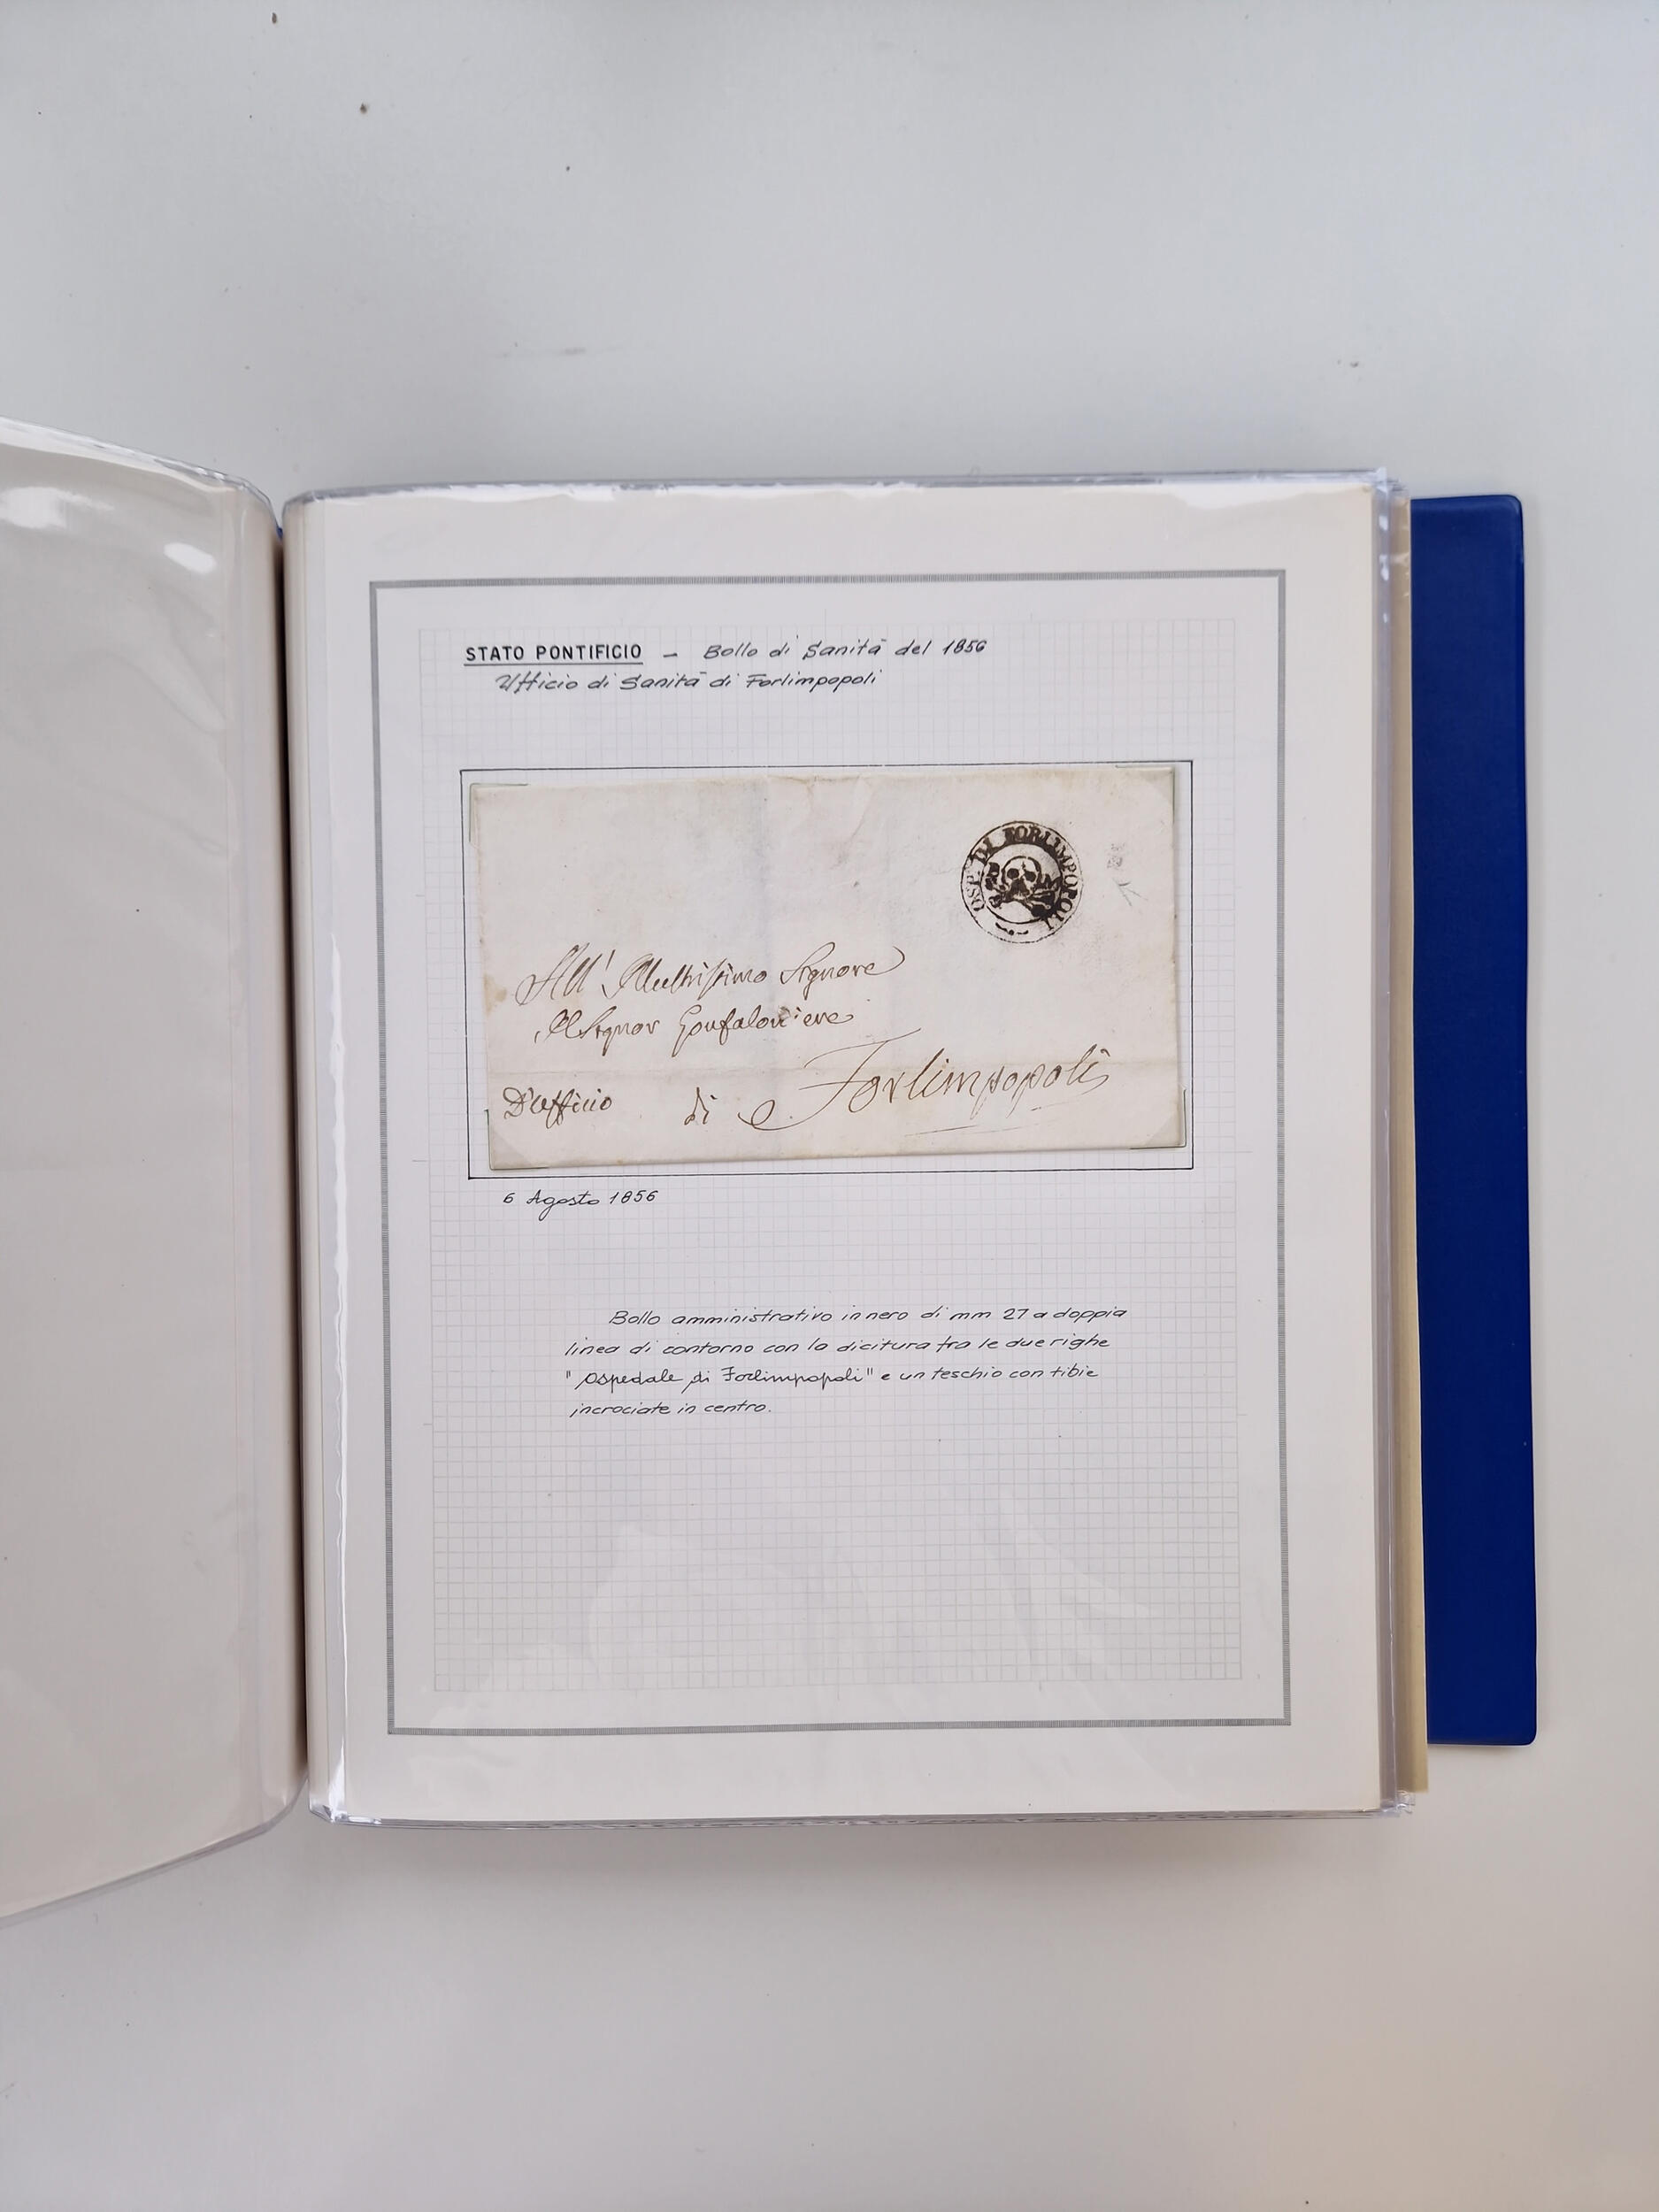 STATO PONTIFICIO - Bollo di Sanità del 1856
Ufficio di Sanità di Forlimpopoli
OSP. DI FORLIMPOPOLI
All' Illustrissimo Signore
Il Signor Gonfaloniere
D'Ufficio di Forlimpopoli
6 Agosto 1856
Bollo amministrativo in nero di mm 27 a doppia
linea di contorno con la dicitura fra le due righe
"Ospedale di Forlimpopoli" e un teschio con tibie
incrociate in centro.